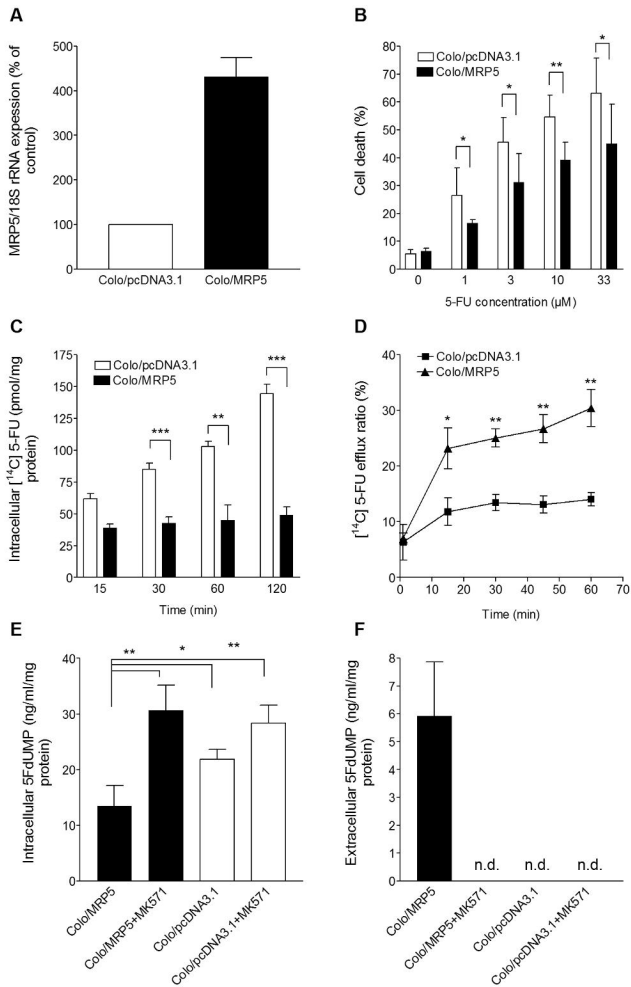 A
MRP5/18S rRNA expession (% of
control)
500
400
300
200
100
0
Colo/pcDNA3.1
Colo/MRP5
B
Colo/pcDNA3.1
Colo/MRP5
Cell death (%)
80
70
60
50
40
30
20
10
0
*
*
**
*
0
1
3
10
33
5-FU concentration (µM)
C
Colo/pcDNA3.1
Colo/MRP5
Intracellular [¹⁴C] 5-FU (pmol/mg
protein)
175
150
125
100
75
50
25
0
***
**
***
15
30
60
120
Time (min)
D
Colo/pcDNA3.1
Colo/MRP5
[¹⁴C] 5-FU efflux ratio (%)
40
30
20
10
0
*
**
**
**
0
10
20
30
40
50
60
70
Time (min)
E
Intracellular 5FdUMP (ng/ml/mg
protein)
40
30
20
10
0
**
*
**
Colo/MRP5
Colo/MRP5+MK571
Colo/pcDNA3.1
Colo/pcDNA3.1+MK571
F
Extracellular 5FdUMP (ng/ml/mg
protein)
8
7
6
5
4
3
2
1
0
n.d.
n.d.
n.d.
Colo/MRP5
Colo/MRP5+MK571
Colo/pcDNA3.1
Colo/pcDNA3.1+MK571